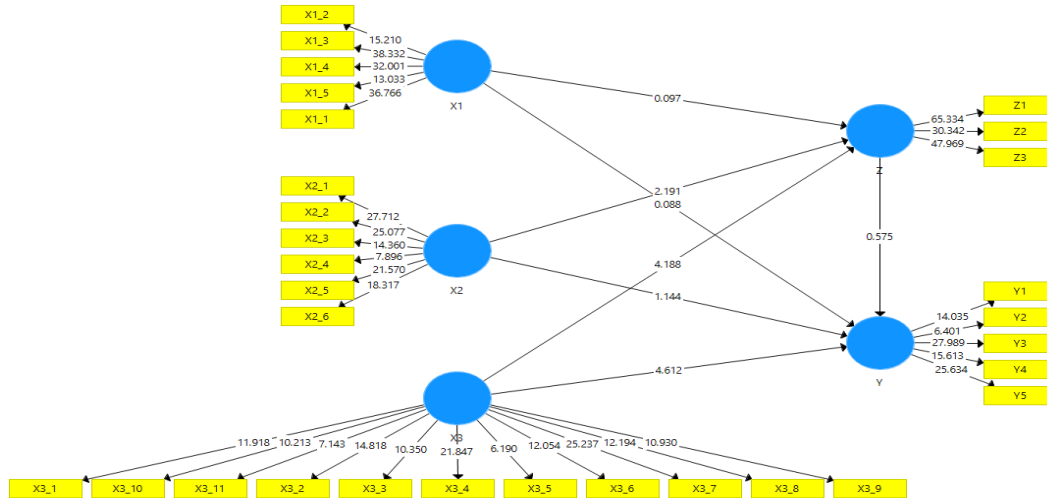 X1_2
X1_3
X1_4
X1_5
X1_1
15.210
38.332
32.001
13.033
36.766
X1
0.097
0.088
X2_1
X2_2
X2_3
X2_4
X2_5
X2_6
27.712
25.077
14.360
7.896
21.570
18.317
X2
2.191
1.144
Z
65.334
30.342
47.969
Z1
Z2
Z3
0.575
4.188
4.612
Y
14.035
6.401
27.989
15.613
25.634
Y1
Y2
Y3
Y4
Y5
X3
11.918
10.213
7.143
14.818
10.350
21.847
6.190
12.054
25.237
12.194
10.930
X3_1
X3_10
X3_11
X3_2
X3_3
X3_4
X3_5
X3_6
X3_7
X3_8
X3_9